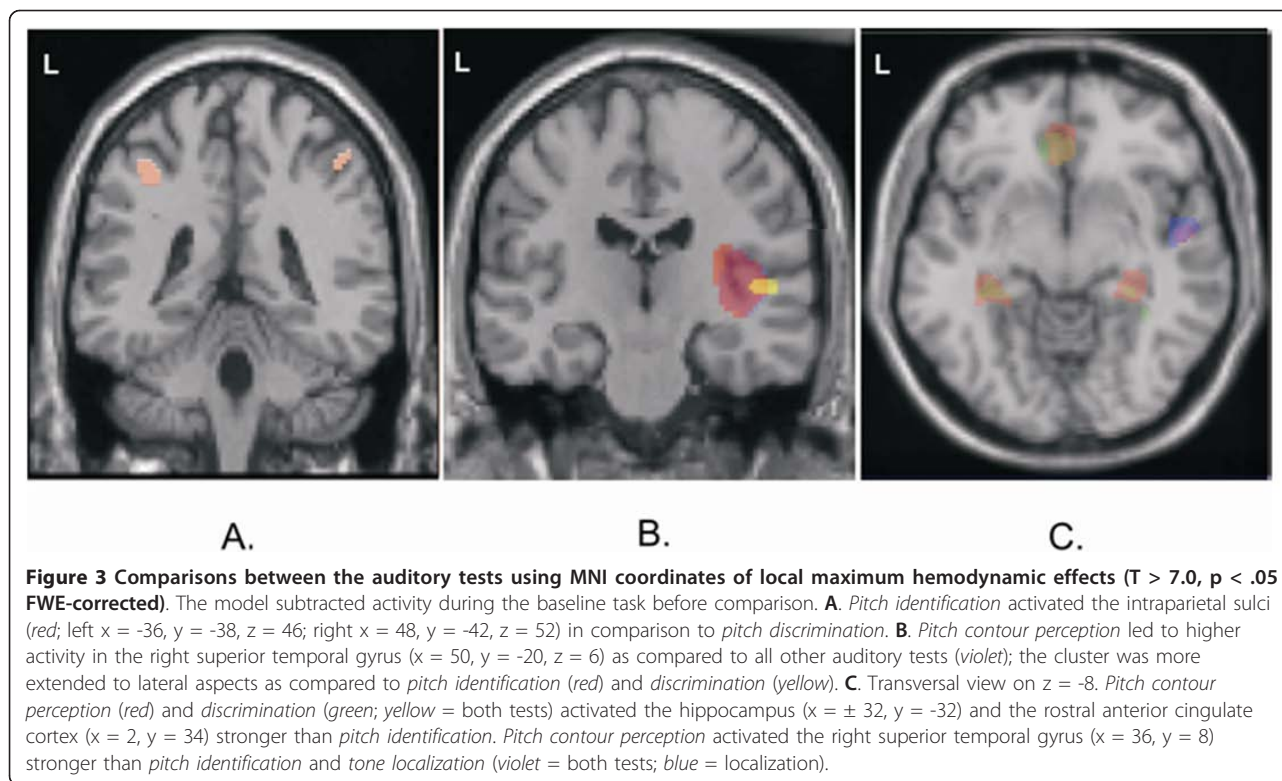 L L L
A. B. C.
Figure 3 Comparisons between the auditory tests using MNI coordinates of local maximum hemodynamic effects (T > 7.0, p < .05
FWE-corrected). The model subtracted activity during the baseline task before comparison. A. Pitch identification activated the intraparietal sulci
(red; left x = -36, y = -38, z = 46; right x = 48, y = -42, z = 52) in comparison to pitch discrimination. B. Pitch contour perception led to higher
activity in the right superior temporal gyrus (x = 50, y = -20, z = 6) as compared to all other auditory tests (violet); the cluster was more
extended to lateral aspects as compared to pitch identification (red) and discrimination (yellow). C. Transversal view on z = -8. Pitch contour
perception (red) and discrimination (green; yellow = both tests) activated the hippocampus (x = ± 32, y = -32) and the rostral anterior cingulate
cortex (x = 2, y = 34) stronger than pitch identification. Pitch contour perception activated the right superior temporal gyrus (x = 36, y = 8)
stronger than pitch identification and tone localization (violet = both tests; blue = localization).